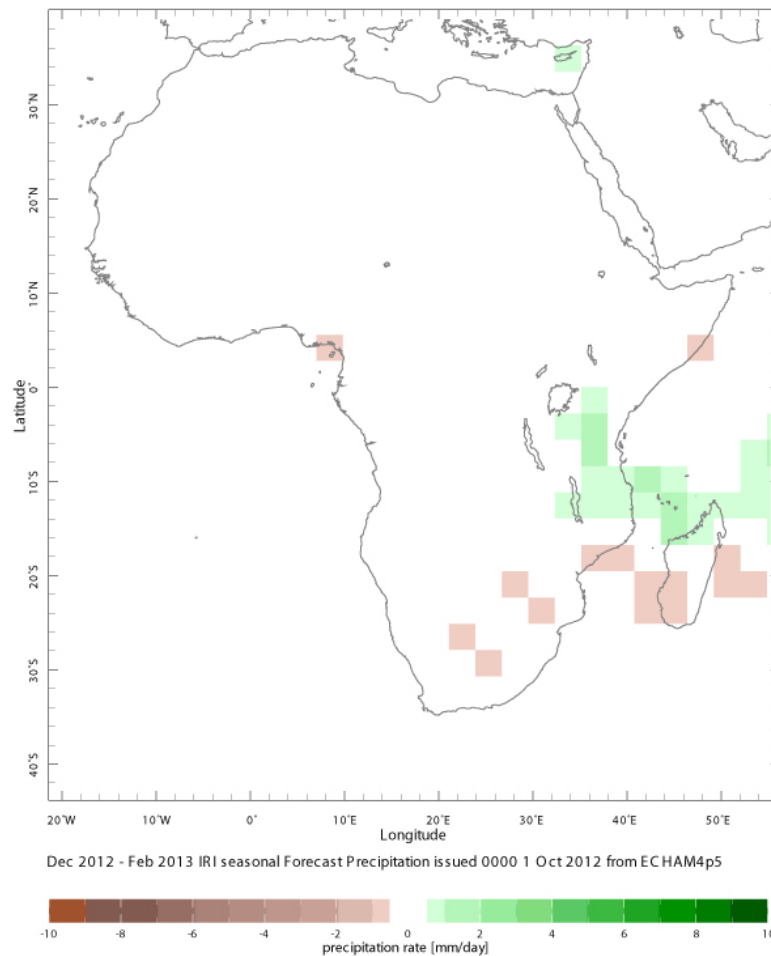 30°N
20°N
10°N
0°
10°S
20°S
30°S
40°S
Latitude
20°W 10°W 0° 10°E 20°E 30°E 40°E 50°E
Longitude
Dec 2012 - Feb 2013 IRI seasonal Forecast Precipitation issued 0000 1 Oct 2012 from ECHAM4p5
-10 -8 -6 -4 -2 0 2 4 6 8 10
precipitation rate [mm/day]